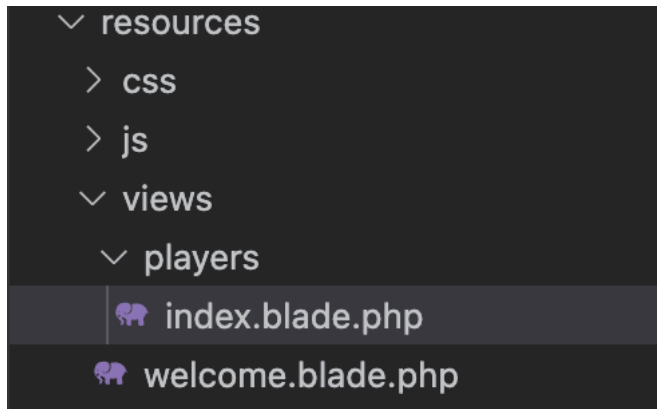 resources
css
js
views
players
index.blade.php
welcome.blade.php